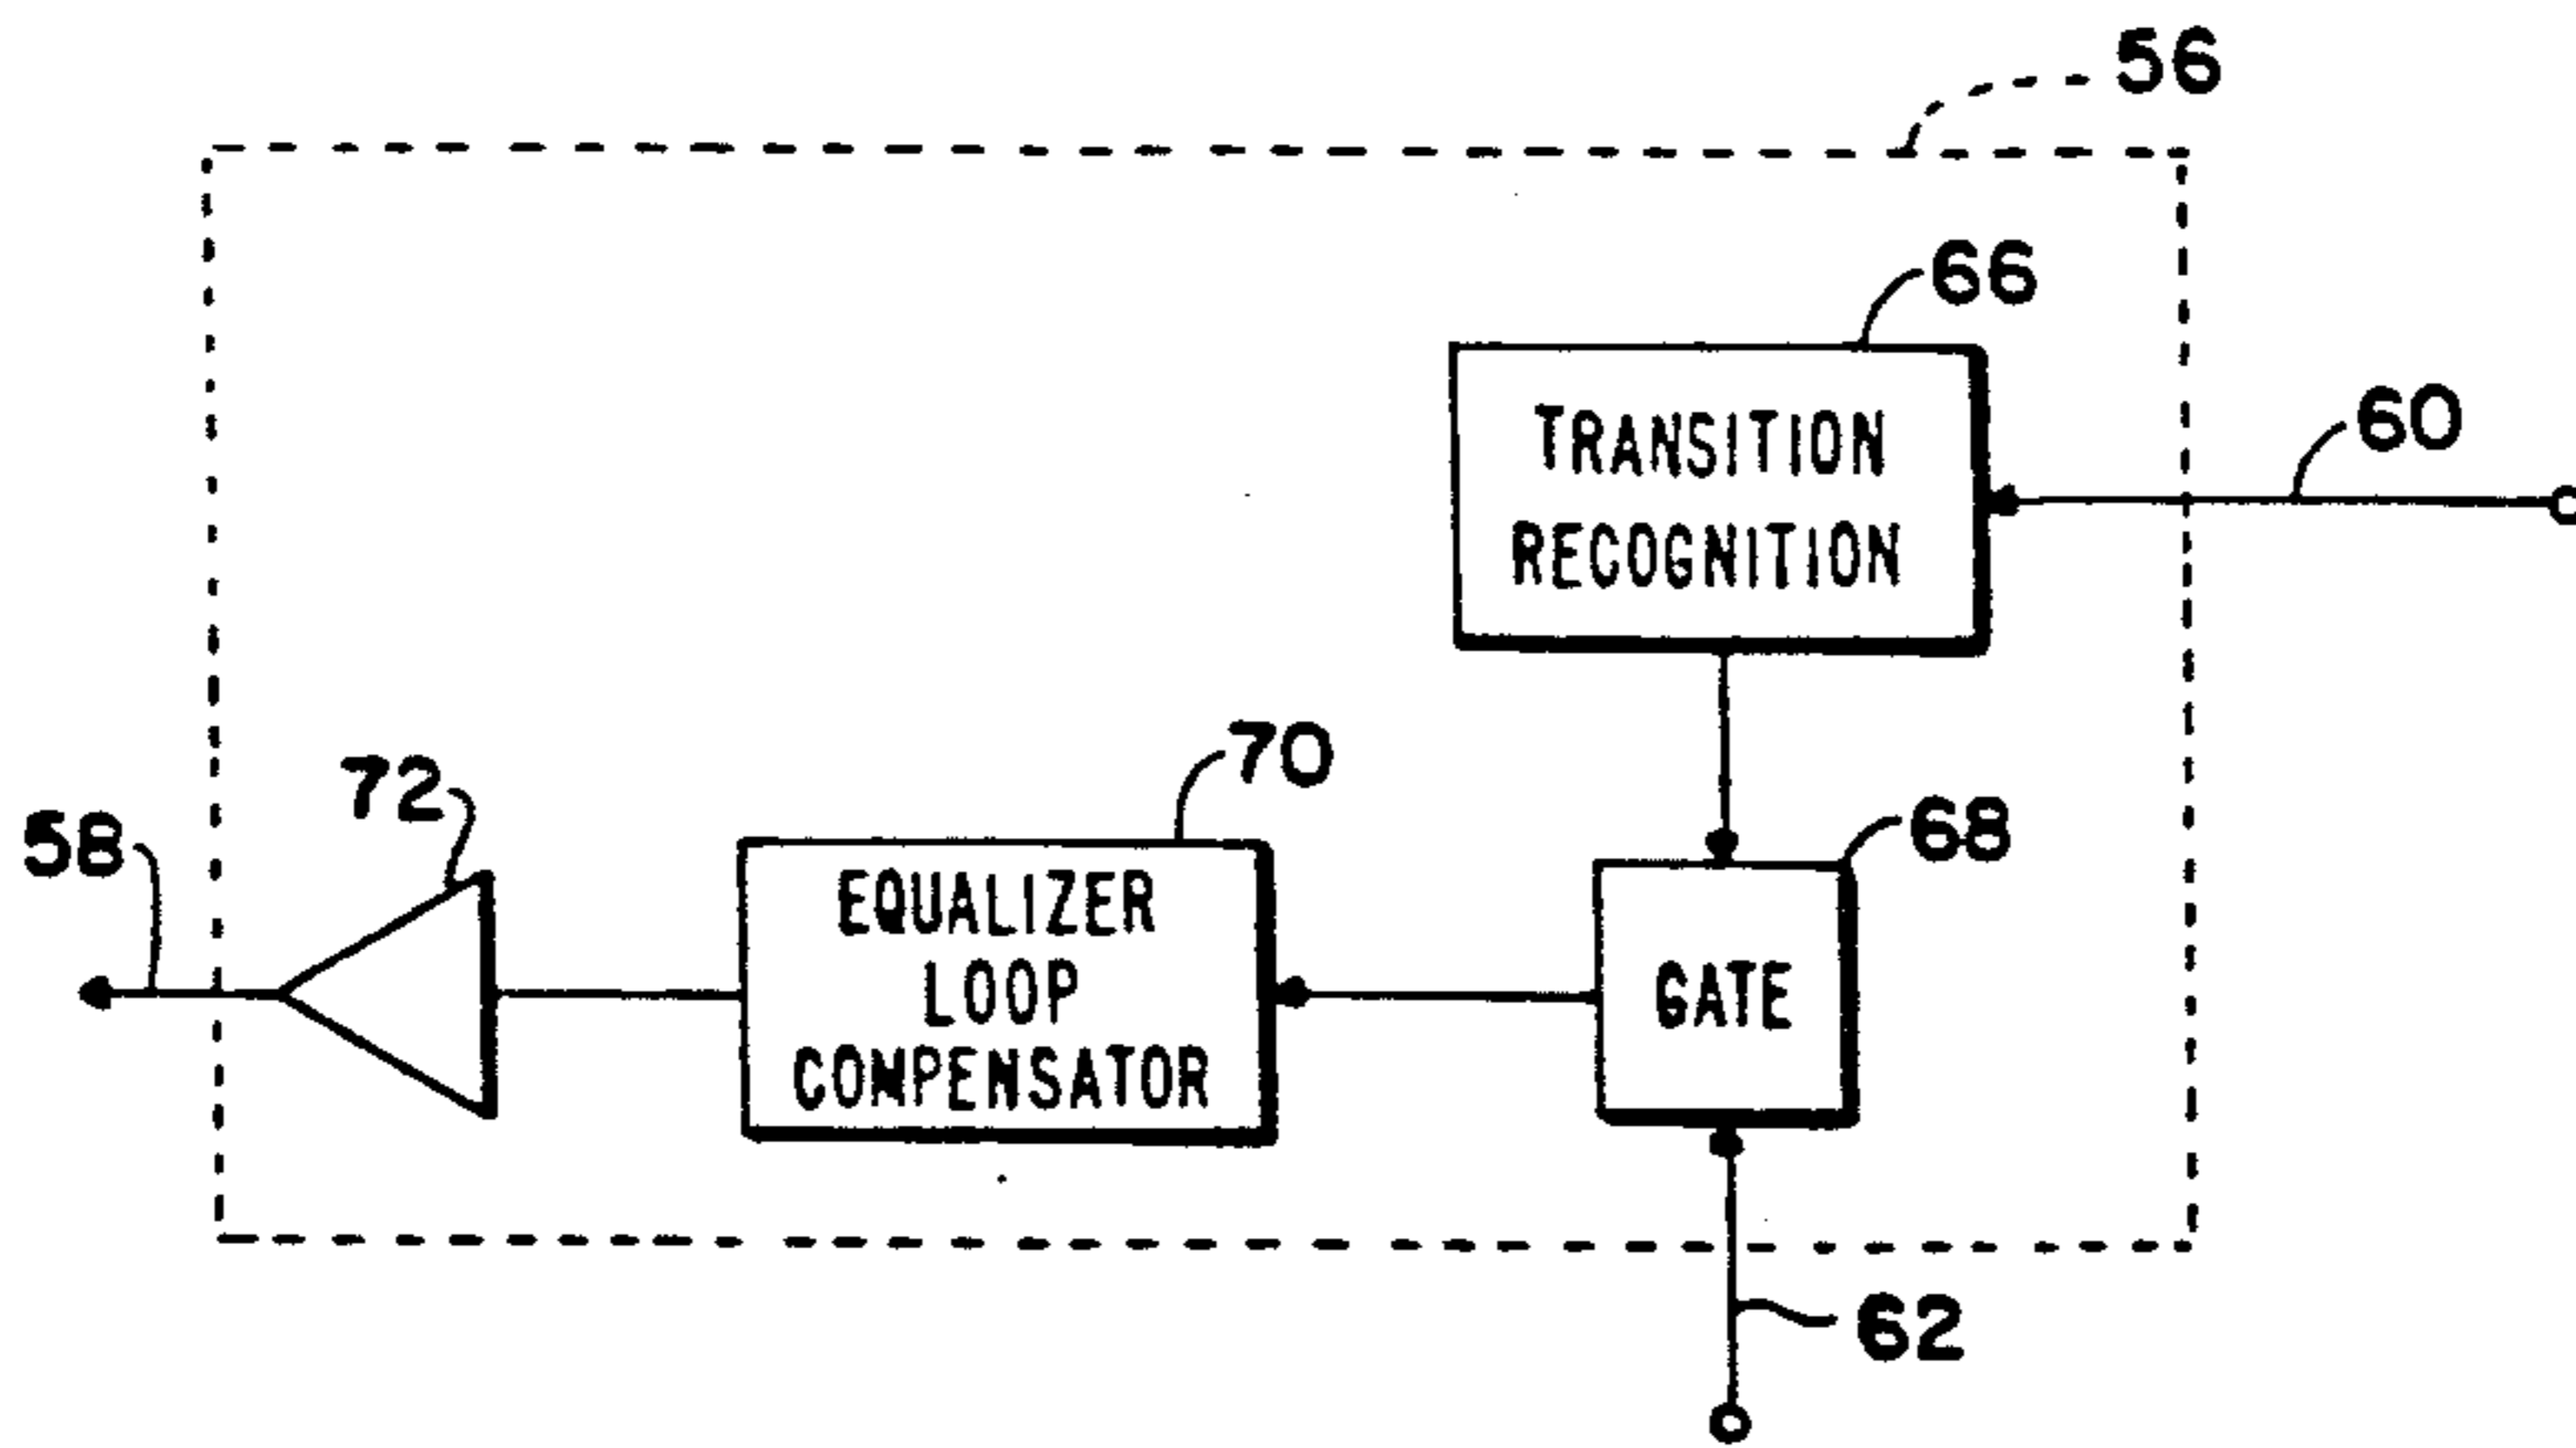 56
66
TRANSITION
RECOGNITION
60
70
72
58
68
EQUALIZER
LOOP
COMPENSATOR
GATE
62